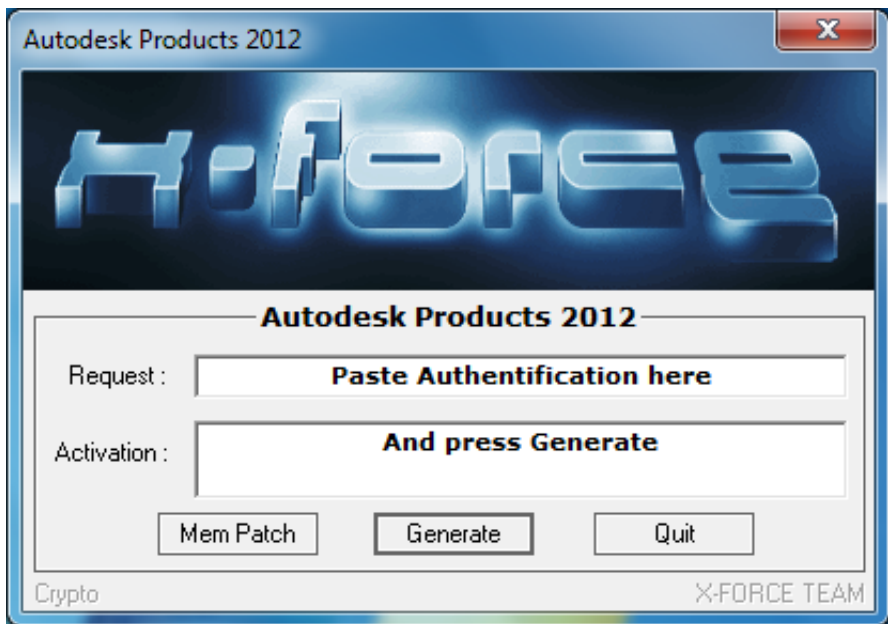 Autodesk Products 2012
x-force
Autodesk Products 2012
Request :
Paste Authentification here
Activation :
And press Generate
Mem Patch
Generate
Quit
Crypto
X-FORCE TEAM